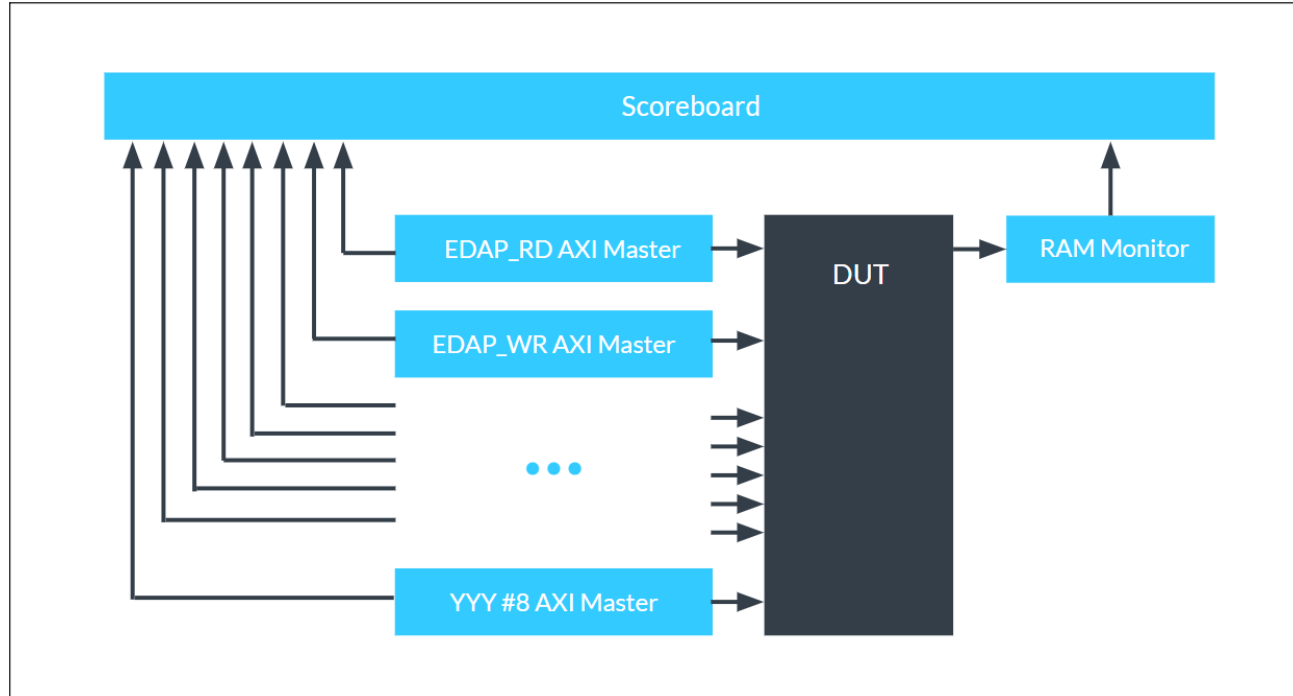 Scoreboard
EDAP_RD AXI Master
DUT
RAM Monitor
EDAP_WR AXI Master
YYY #8 AXI Master